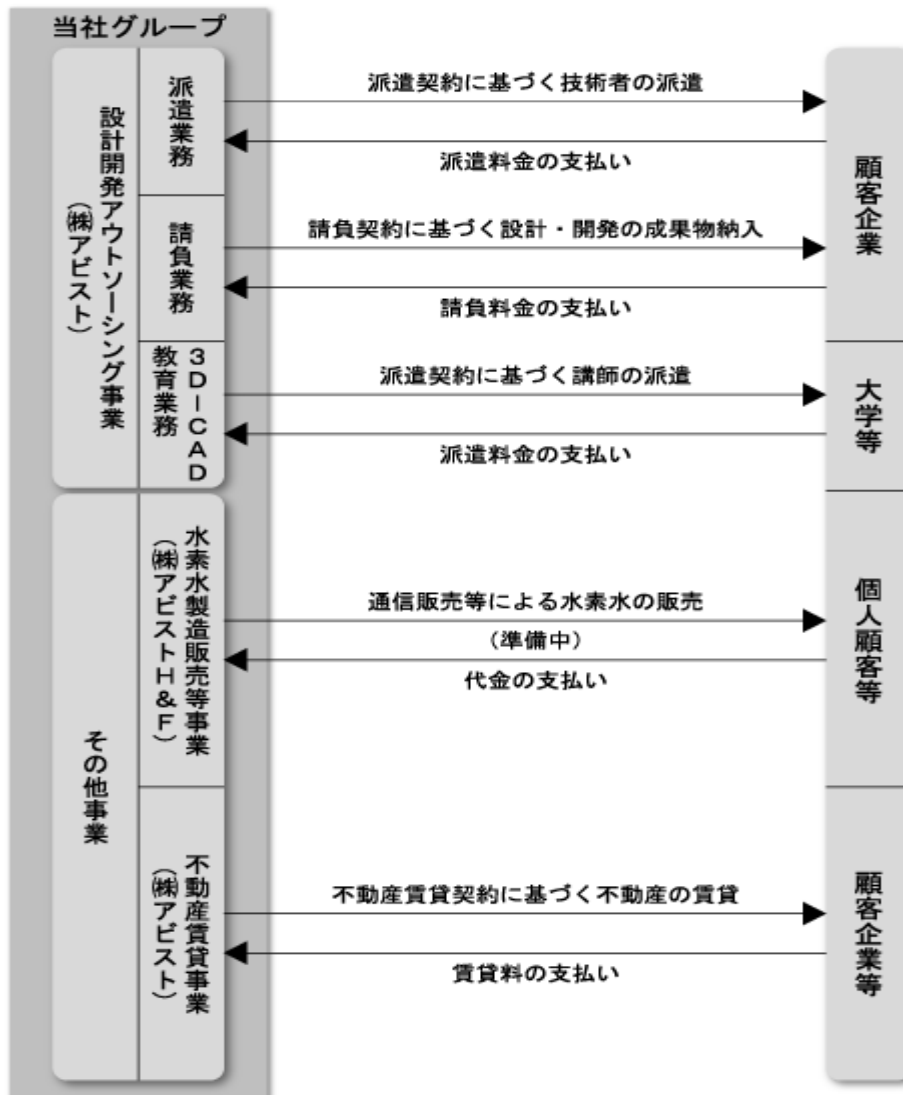 当社グループ
設計開発アウトソーシング事業
（㈱アビスト）
派遣業務
派遣契約に基づく技術者の派遣
派遣料金の支払い
請負業務
請負契約に基づく設計・開発の成果物納入
請負料金の支払い
顧客企業
3D-CAD
教育業務
派遣契約に基づく講師の派遣
派遣料金の支払い
大学等
その他事業
水素水製造販売等事業
（㈱アビストH&F）
通信販売等による水素水の販売
（準備中）
代金の支払い
個人顧客等
不動産賃貸事業
（㈱アビスト）
不動産賃貸契約に基づく不動産の賃貸
賃貸料の支払い
顧客企業等